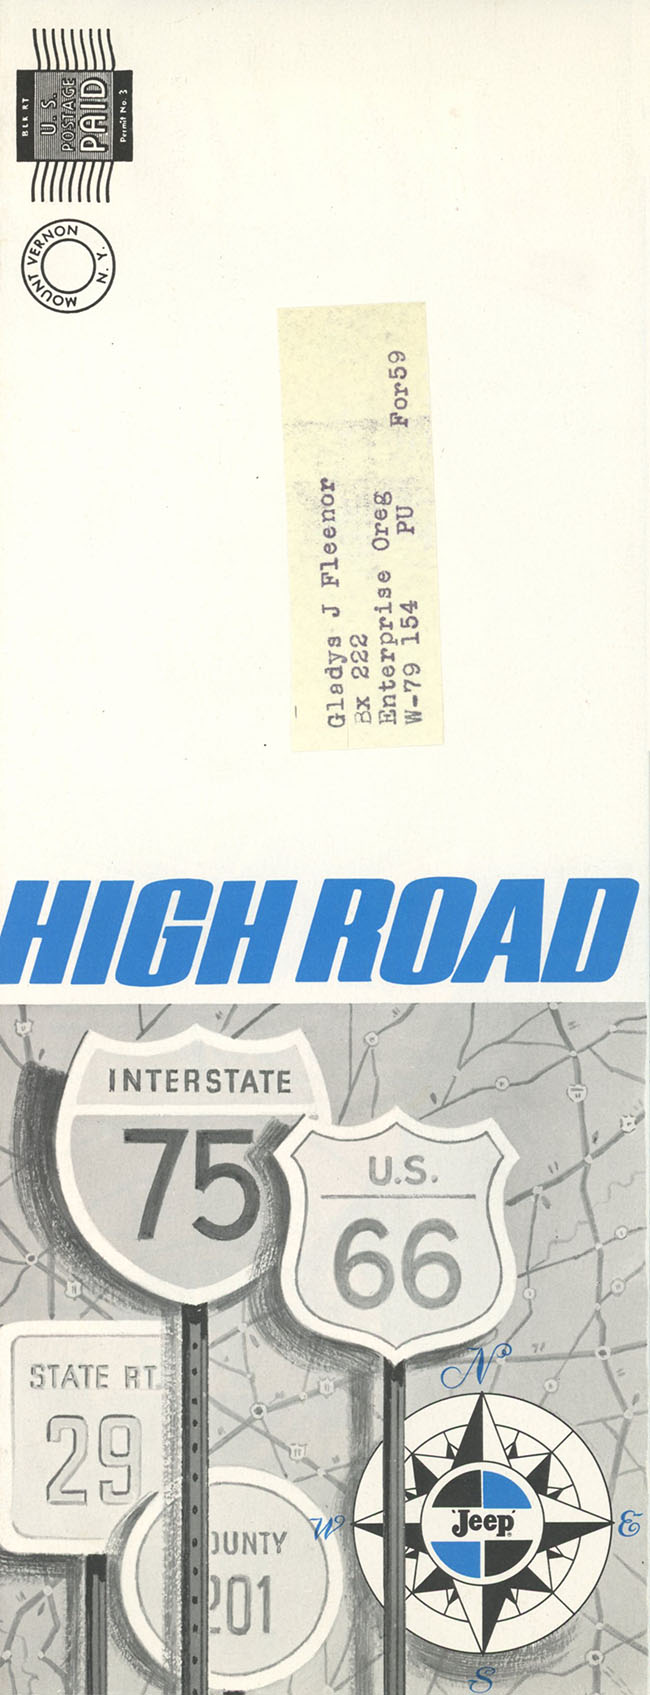 BLK RT
U. S.
POSTAGE
PAID
Permit No. 3
MOUNT VERNON N. Y.
Gladys J Fleenor
Bx 222
Enterprise Oreg
W-79 154 PU For59
HIGH ROAD
INTERSTATE
75
U.S.
66
STATE RT.
29
OUNTY
201
N
W
'Jeep'
E
S